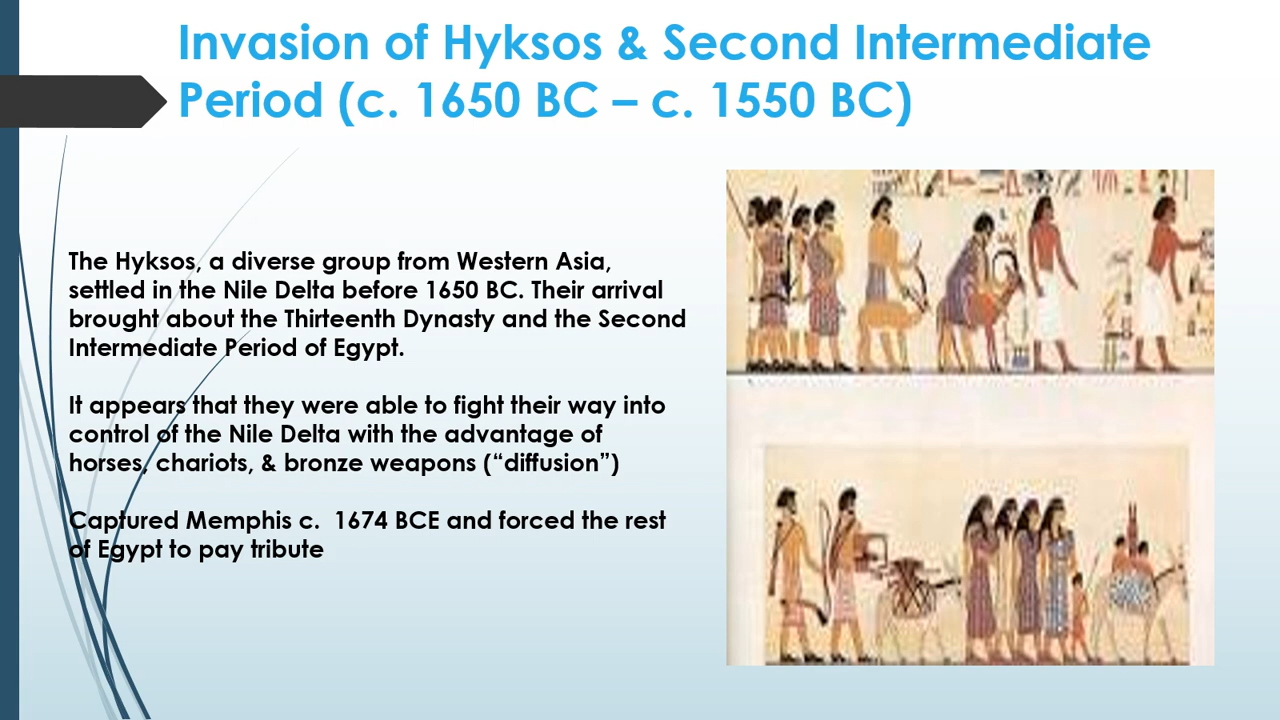 Invasion of Hyksos & Second Intermediate
Period (c. 1650 BC – c. 1550 BC)
The Hyksos, a diverse group from Western Asia,
settled in the Nile Delta before 1650 BC. Their arrival
brought about the Thirteenth Dynasty and the Second
Intermediate Period of Egypt.
It appears that they were able to fight their way into
control of the Nile Delta with the advantage of
horses, chariots, & bronze weapons (“diffusion”)
Captured Memphis c.  1674 BCE and forced the rest
of Egypt to pay tribute